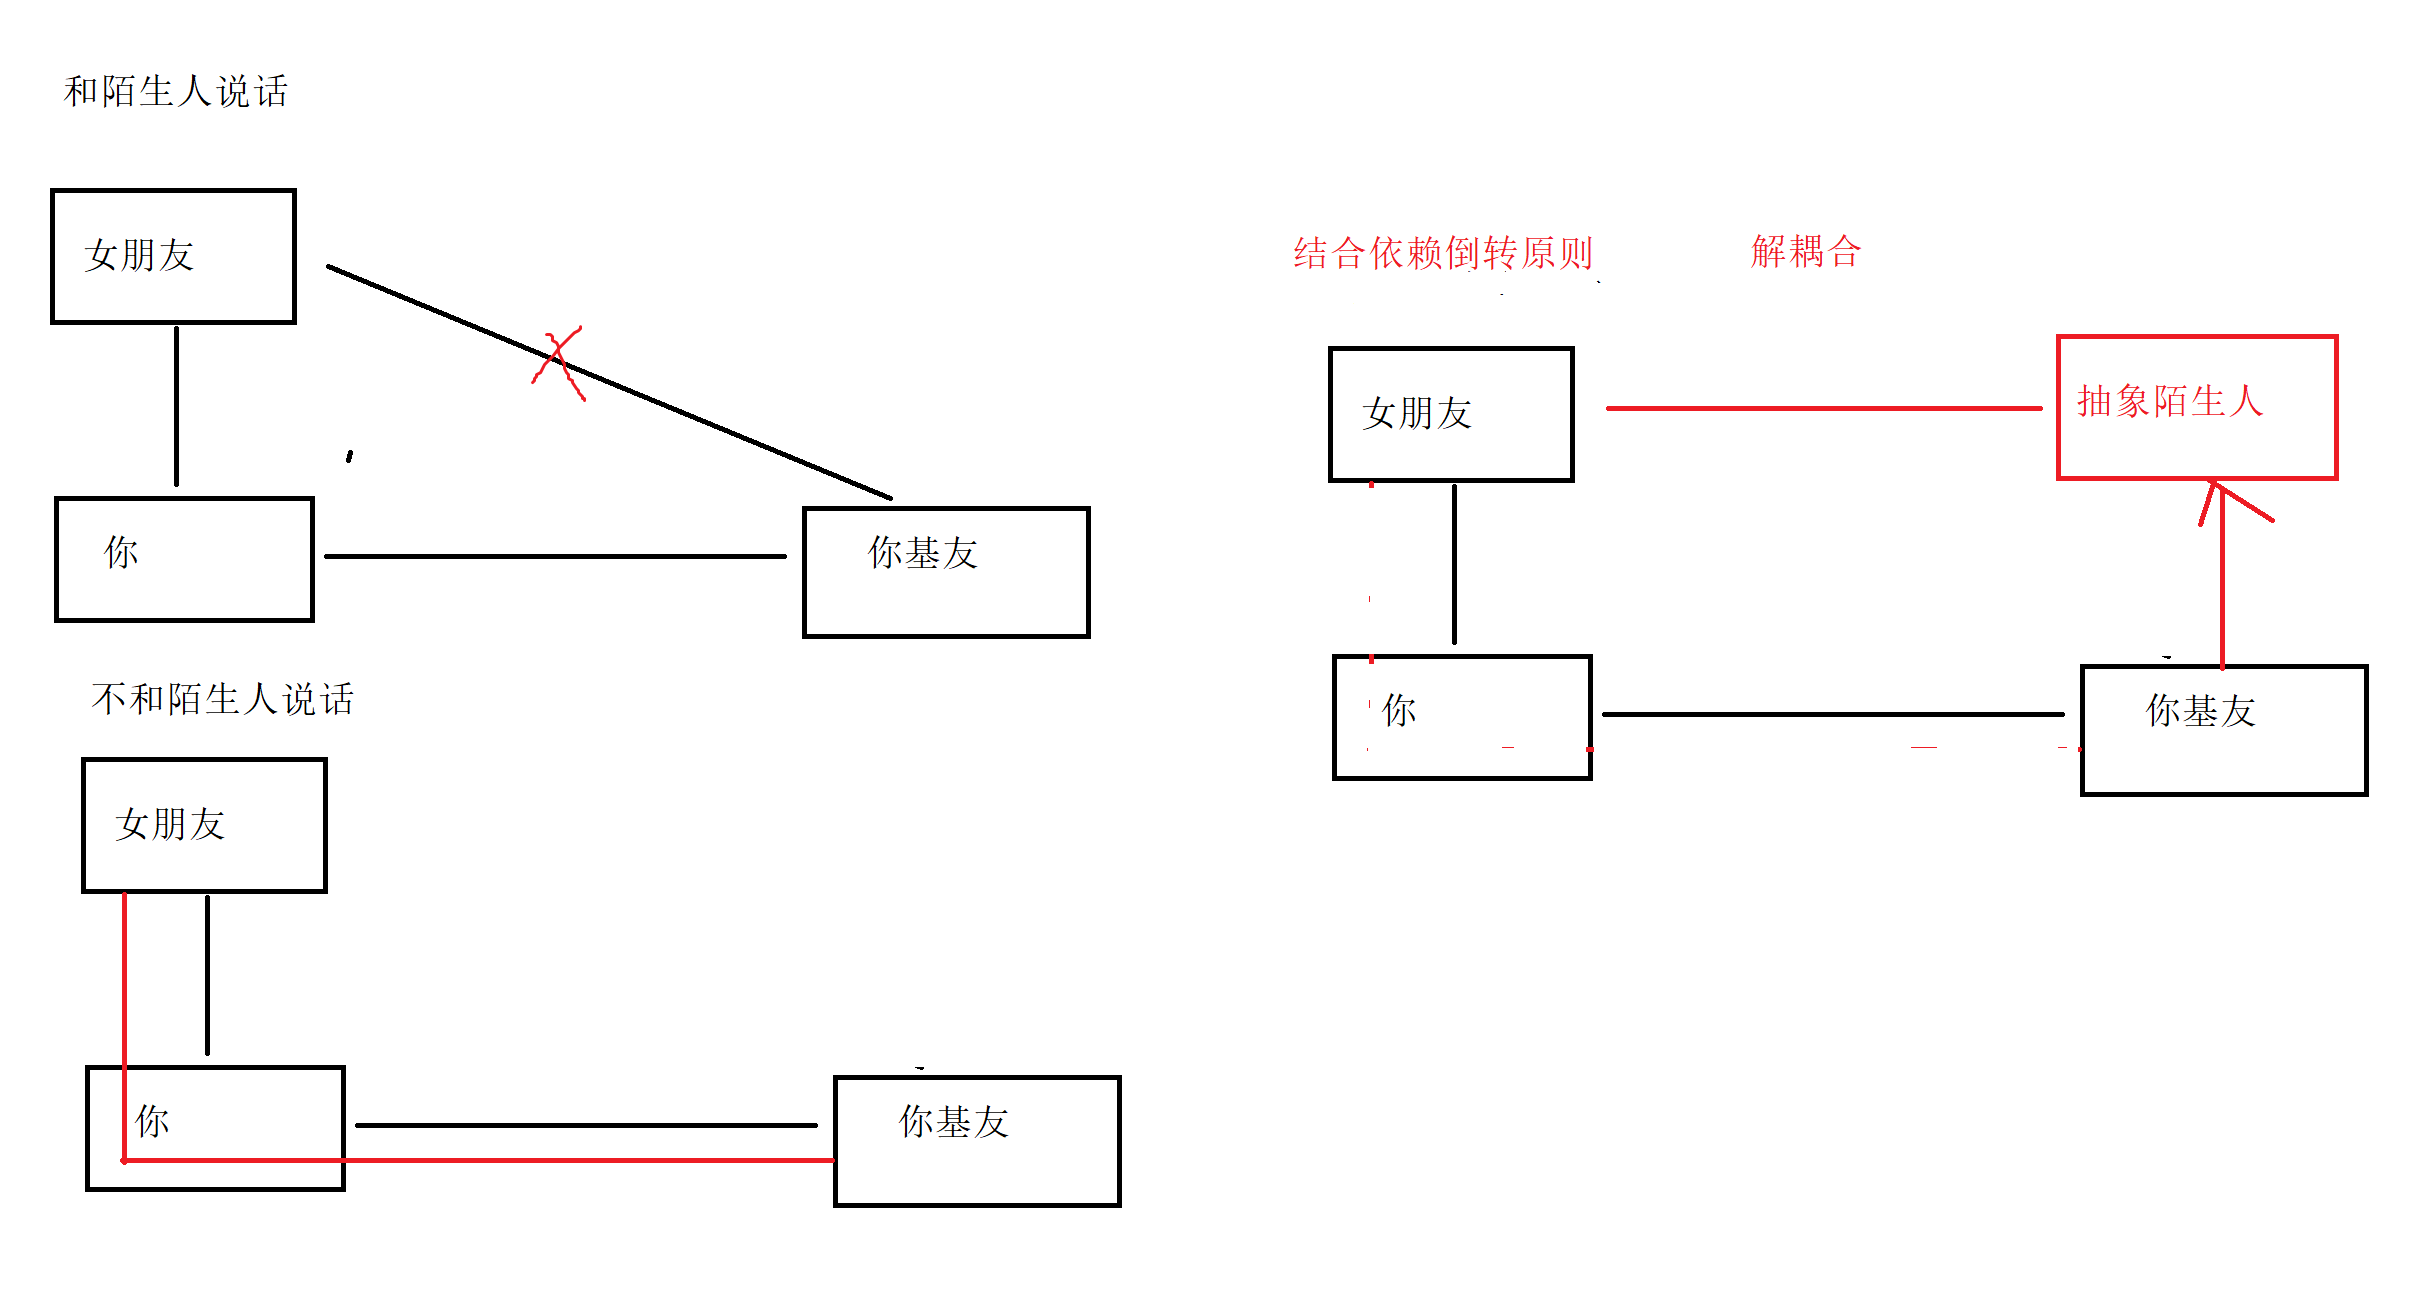 和陌生人说话
女朋友
你
你基友
不和陌生人说话
女朋友
你
你基友
结合依赖倒转原则
解耦合
女朋友
抽象陌生人
你
你基友